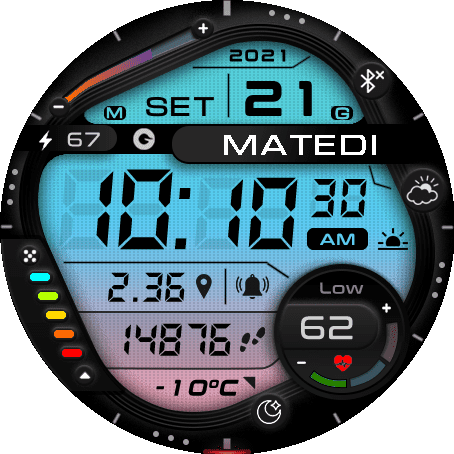 +
2021
M SET 21 G
-
67 G MATEDI
10:10 30
AM
2.36
Low
+
14876
62
-
-10°C